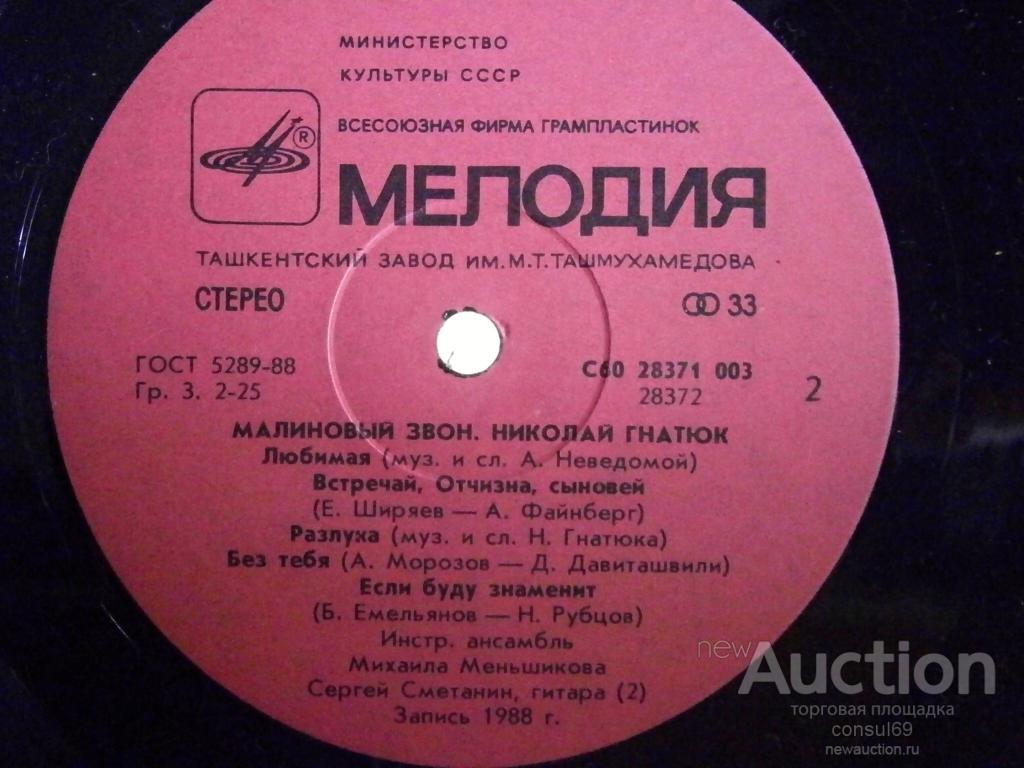 МИНИСТЕРСТВО
КУЛЬТУРЫ СССР
ВСЕСОЮЗНАЯ ФИРМА ГРАМПЛАСТИНОК
®
МЕЛОДИЯ
ТАШКЕНТСКИЙ ЗАВОД ИМ.М.Т.ТАШМУХАМЕДОВА
СТЕРЕО 33
ГОСТ 5289-88 С60 28371 003
Гр. 3. 2-25 28372 2
МАЛИНОВЫЙ ЗВОН. НИКОЛАЙ ГНАТЮК
Любимая (муз. и сл. А. Неведомой)
Встречай, Отчизна, сыновей
(Е. Ширяев — А. Файнберг)
Разлука (муз. и сл. Н. Гнатюка)
Без тебя (А. Морозов — Д. Давиташвили)
Если буду знаменит
(Б. Емельянов — Н. Рубцов)
Инстр. ансамбль
Михаила Меньшикова
Сергей Сметанин, гитара (2)
Запись 1988 г.
newAuction
торговая площадка
consul69
newauction.ru